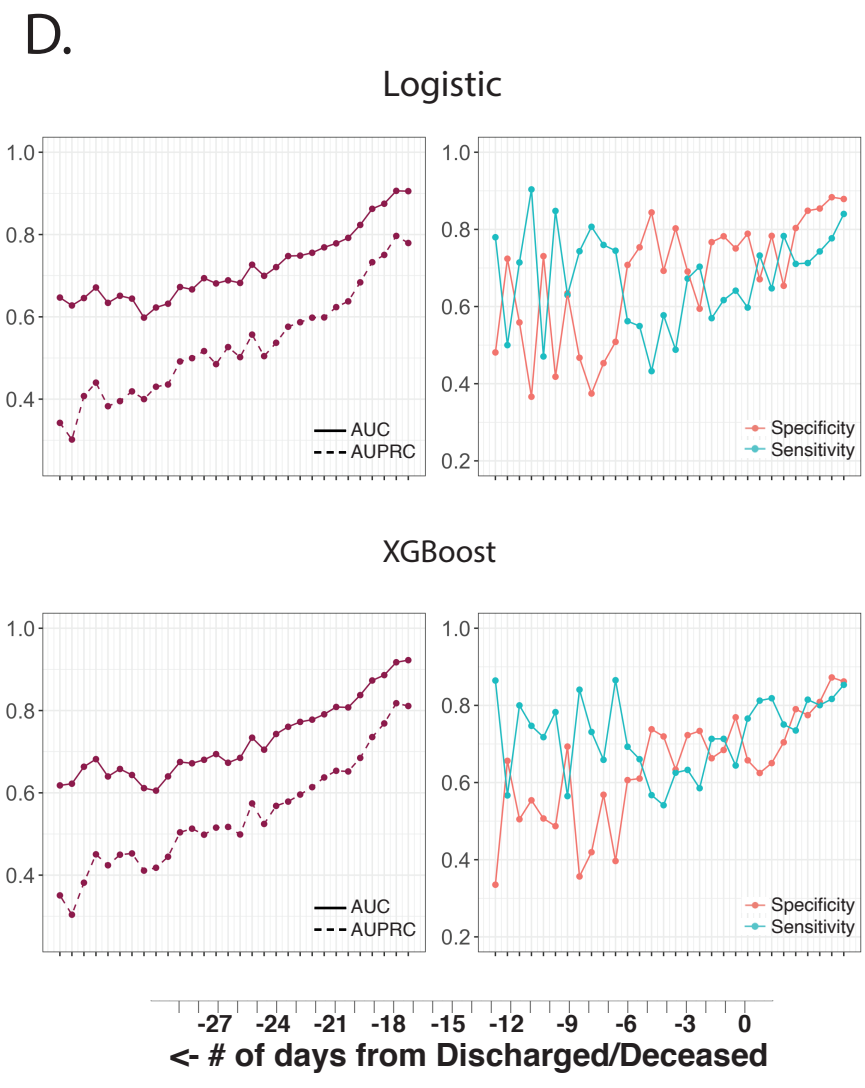 D.
Logistic
1.0
0.8
0.6
0.4
AUC
AUPRC
1.0
0.8
0.6
0.4
0.2
Specificity
Sensitivity
XGBoost
1.0
0.8
0.6
0.4
AUC
AUPRC
1.0
0.8
0.6
0.4
0.2
Specificity
Sensitivity
-27 -24 -21 -18 -15 -12 -9 -6 -3 0
<- # of days from Discharged/Deceased